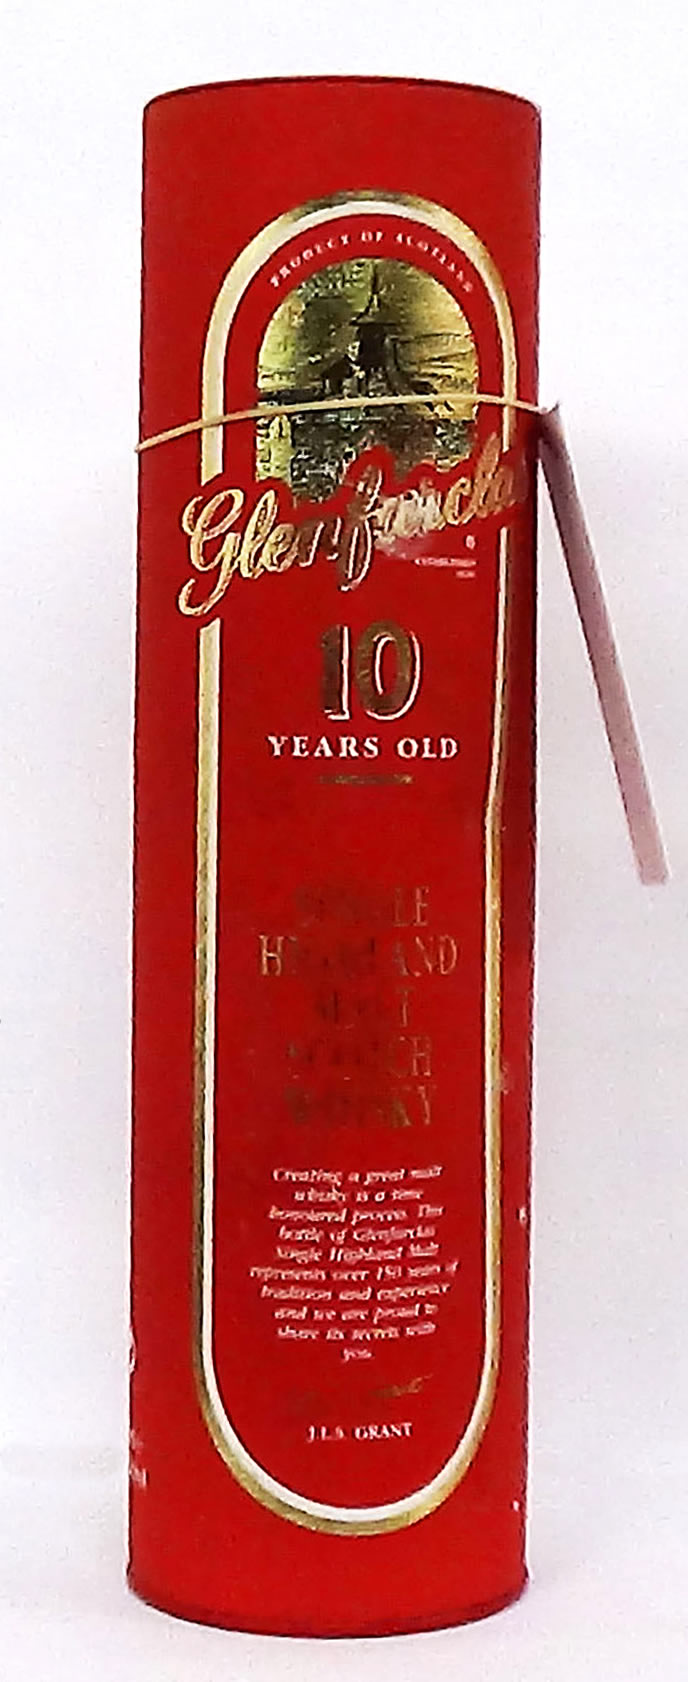 PRODUCT OF SCOTLAND
Glenfarclas
ESTABLISHED
10
YEARS OLD
SINGLE
HIGHLAND
MALT
SCOTCH
WHISKY
Creating a great malt
whisky is a time
honoured process. This
bottle of Glenfarclas
Single Highland Malt
represents over 150 years of
tradition and experience
and we are proud to
share its secrets with
you.
J.L.S. GRANT